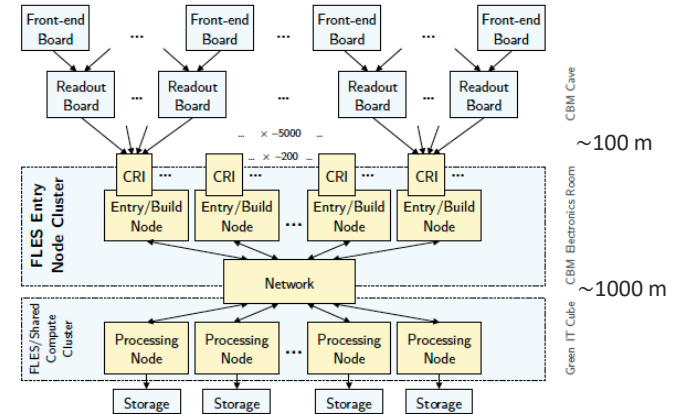 Front-end Board ... Front-end Board ... Front-end Board ... Front-end Board
Readout Board ... Readout Board ... Readout Board ... Readout Board
CBM Cave
... × ~5000 ...
~100 m
... × ~200 ...
CRI ... CRI ... CRI ... CRI ...
FLES Entry Node Cluster
Entry/Build Node Entry/Build Node ... Entry/Build Node Entry/Build Node
CBM Electronics Room
Network
~1000 m
FLES/Shared Compute Cluster
Processing Node Processing Node ... Processing Node Processing Node
Green IT Cube
Storage Storage Storage Storage